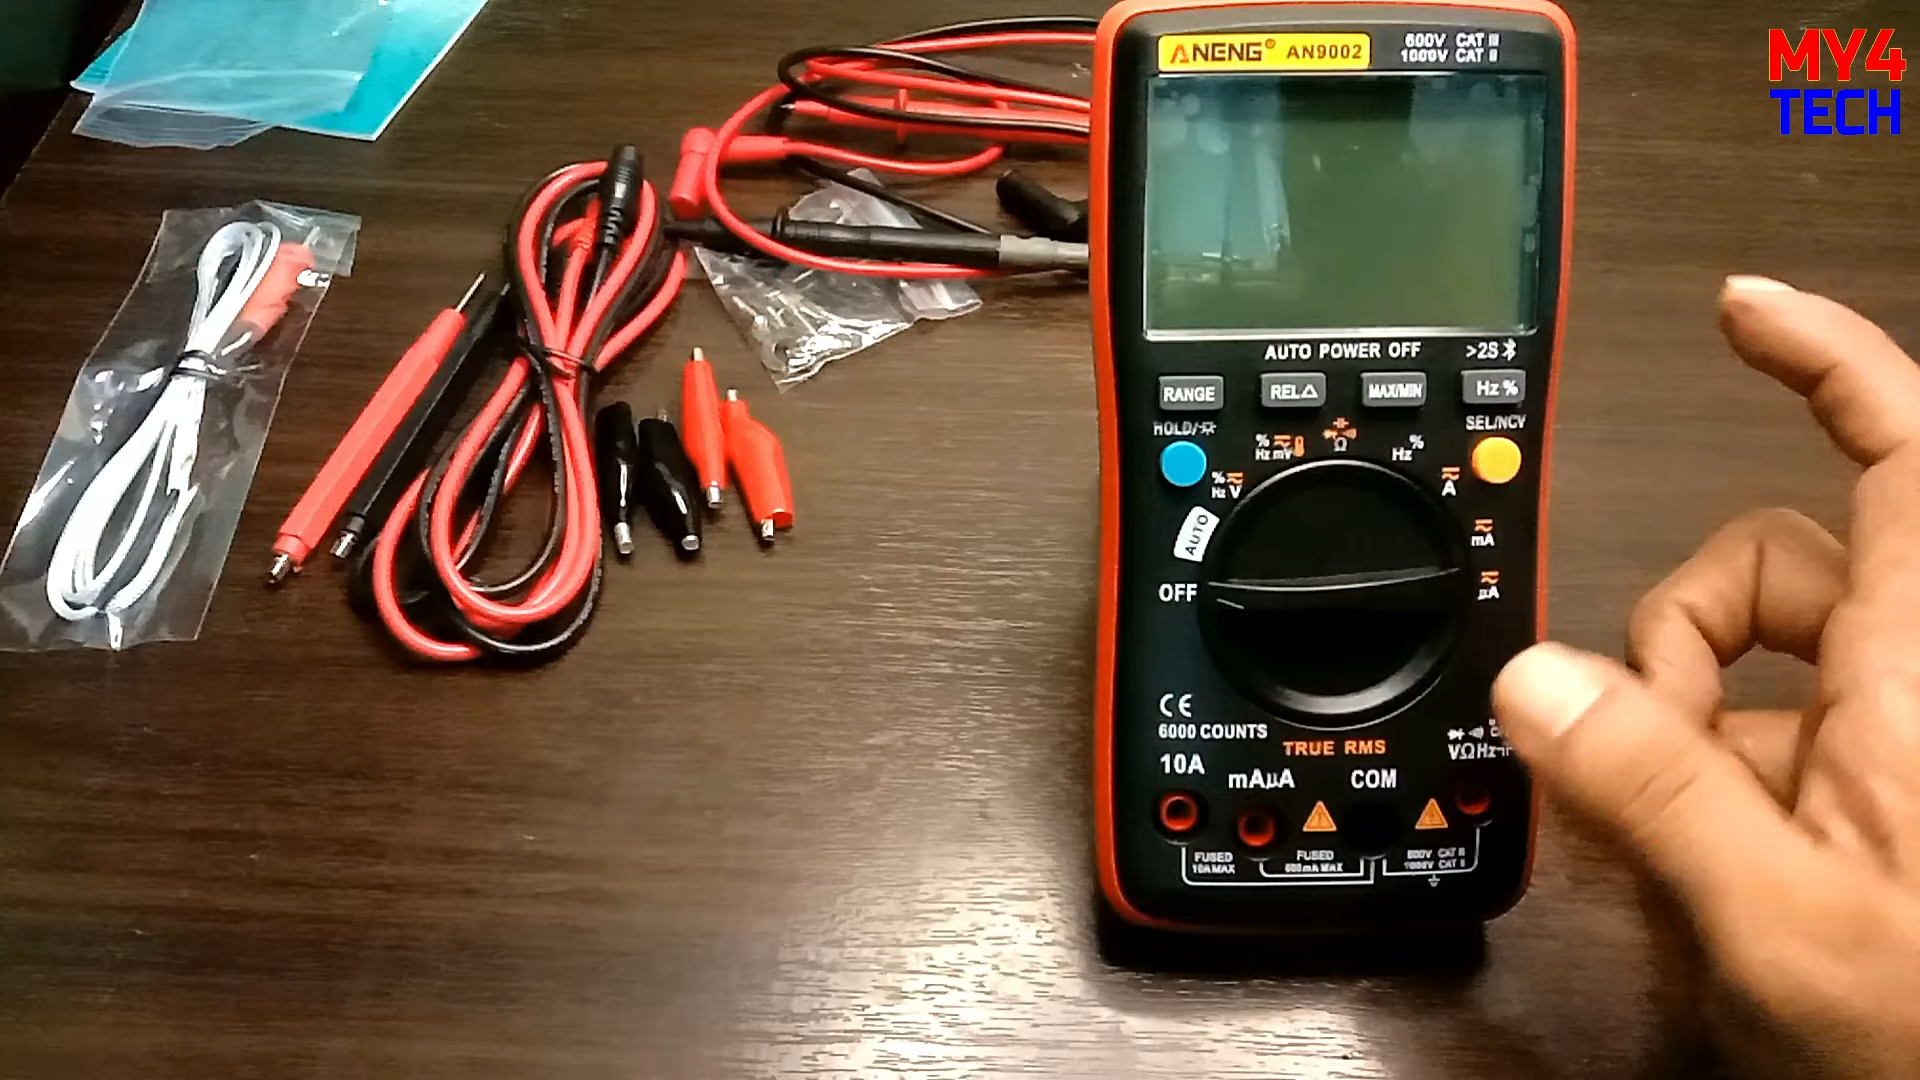 ANENG® AN9002
600V CAT III
1000V CAT II
MY4
TECH
AUTO POWER OFF
>2S
RANGE
REL△
MAX/MIN
Hz %
HOLD/
SEL/NCV
%
Hz mV
Ω
Hz%
%
Hz V
A
AUTO
mA
OFF
μA
CE
6000 COUNTS
TRUE RMS
10A
mAμA
COM
VΩHz
FUSED
10A MAX
FUSED
600mA MAX
600V CAT III
1000V CAT II